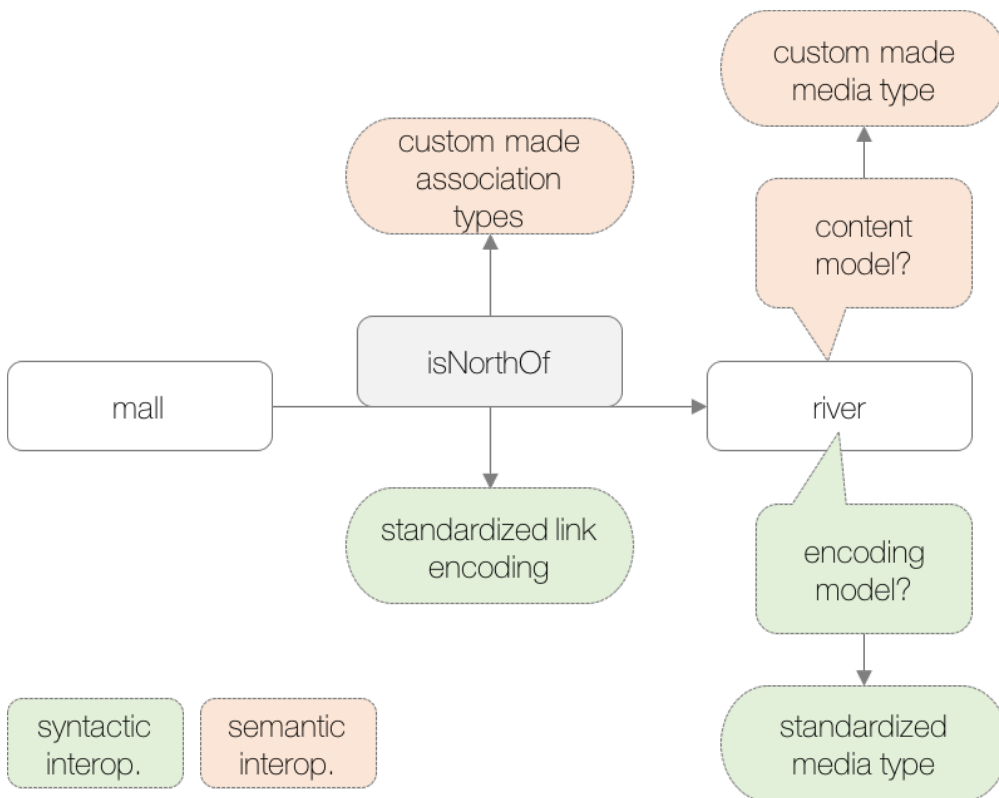 custom made
media type
custom made
association
types
content
model?
isNorthOf
mall
river
standardized link
encoding
encoding
model?
syntactic
interop.
semantic
interop.
standardized
media type